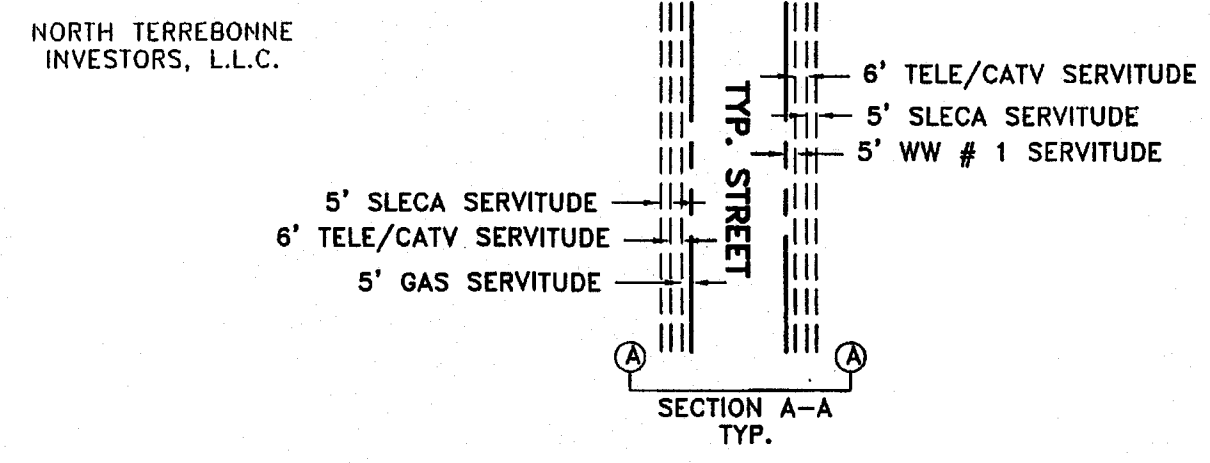 NORTH TERREBONNE
INVESTORS, L.L.C.
6' TELE/CATV SERVITUDE
5' SLECA SERVITUDE
5' WW # 1 SERVITUDE
TYP. STREET
5' SLECA SERVITUDE
6' TELE/CATV SERVITUDE
5' GAS SERVITUDE
A A
SECTION A-A
TYP.